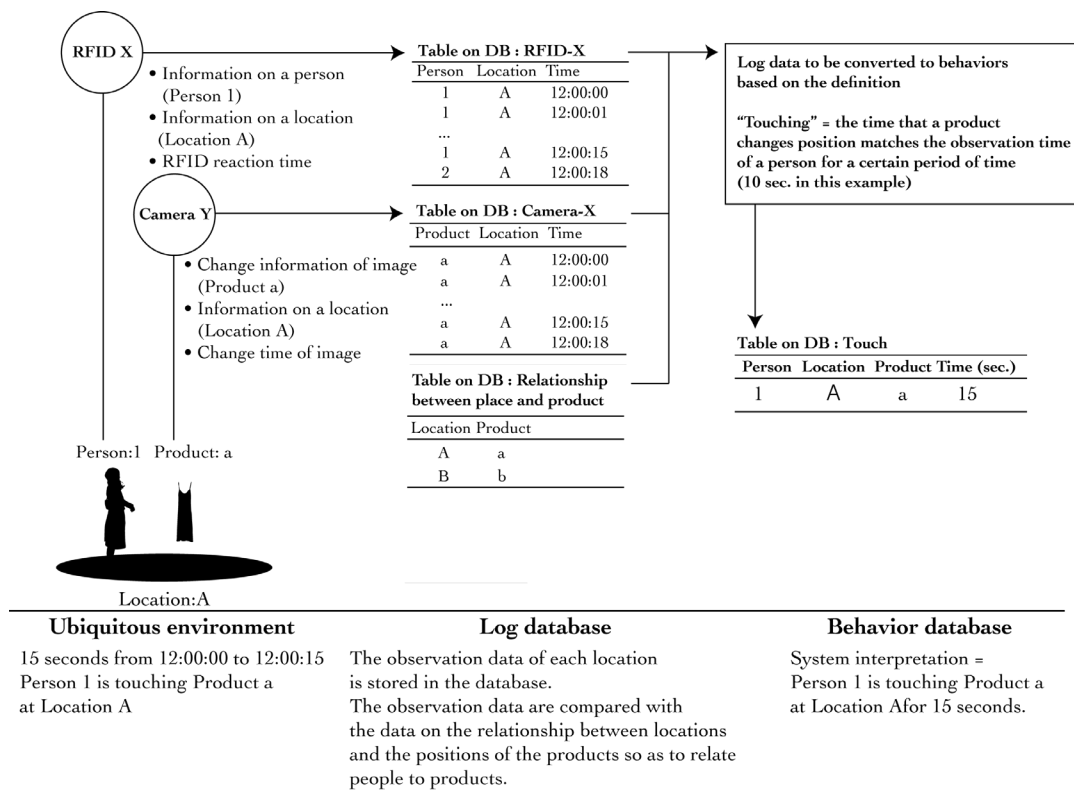 RFID X
• Information on a person
(Person 1)
• Information on a location
(Location A)
• RFID reaction time
Camera Y
• Change information of image
(Product a)
• Information on a location
(Location A)
• Change time of image
Person:1 Product: a
Location:A
Table on DB : RFID-X
Person Location Time
1 A 12:00:00
1 A 12:00:01
...
1 A 12:00:15
2 A 12:00:18
Table on DB : Camera-X
Product Location Time
a A 12:00:00
a A 12:00:01
...
a A 12:00:15
a A 12:00:18
Table on DB : Relationship
between place and product
Location Product
A a
B b
Log data to be converted to behaviors
based on the definition
“Touching” = the time that a product
changes position matches the observation time
of a person for a certain period of time
(10 sec. in this example)
Table on DB : Touch
Person Location Product Time (sec.)
1 A a 15
Ubiquitous environment
15 seconds from 12:00:00 to 12:00:15
Person 1 is touching Product a
at Location A
Log database
The observation data of each location
is stored in the database.
The observation data are compared with
the data on the relationship between locations
and the positions of the products so as to relate
people to products.
Behavior database
System interpretation =
Person 1 is touching Product a
at Location Afor 15 seconds.